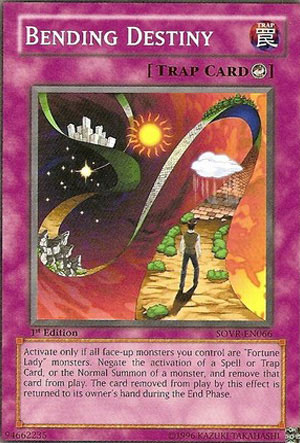 BENDING DESTINY
TRAP
罠
[TRAP CARD]
1st Edition
SOVR-EN066
Activate only if all face-up monsters you control are "Fortune
Lady" monsters. Negate the activation of a Spell or Trap
Card, or the Normal Summon of a monster, and remove that
card from play. The card removed from play by this effect is
returned to its owner's hand during the End Phase.
94662235
©1996 KAZUKI TAKAHASHI